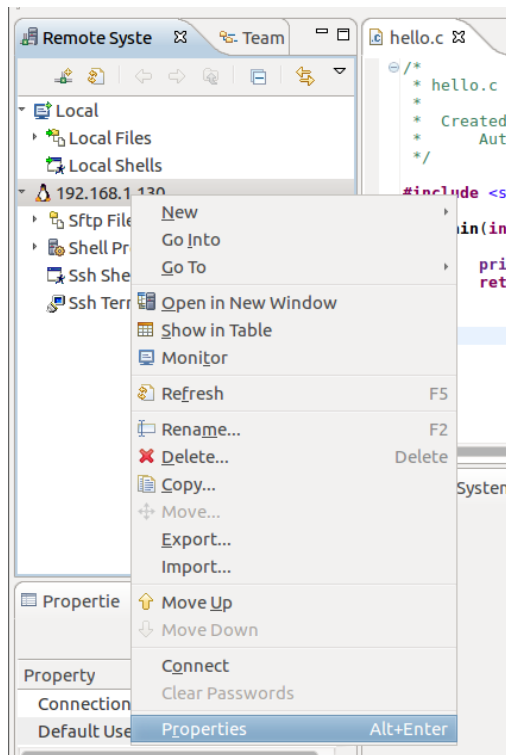 Remote Syste
Team
hello.c
Local
Local Files
Local Shells
192.168.1.130
Sftp File
Shell Pr
Ssh She
Ssh Terr
/*
* hello.c
*
* Created
* Aut
*/
#include <s
ain(in
pri
ret
New
Go Into
Go To
Open in New Window
Show in Table
Monitor
Refresh F5
Rename... F2
Delete... Delete
Copy...
Move...
Export...
Import...
Move Up
Move Down
Connect
Clear Passwords
Properties Alt+Enter
System
Propertie
Property
Connection
Default Use